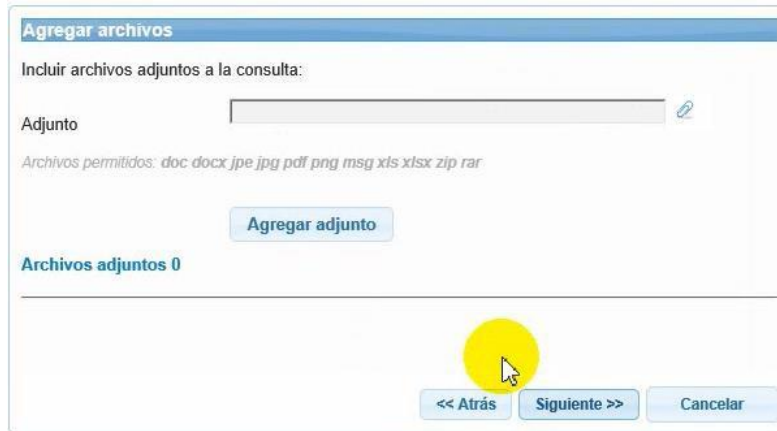 Agregar archivos
Incluir archivos adjuntos a la consulta:
Adjunto
Archivos permitidos: doc docx jpe jpg pdf png msg xls xlsx zip rar
Agregar adjunto
Archivos adjuntos 0
<< Atrás Siguiente >> Cancelar